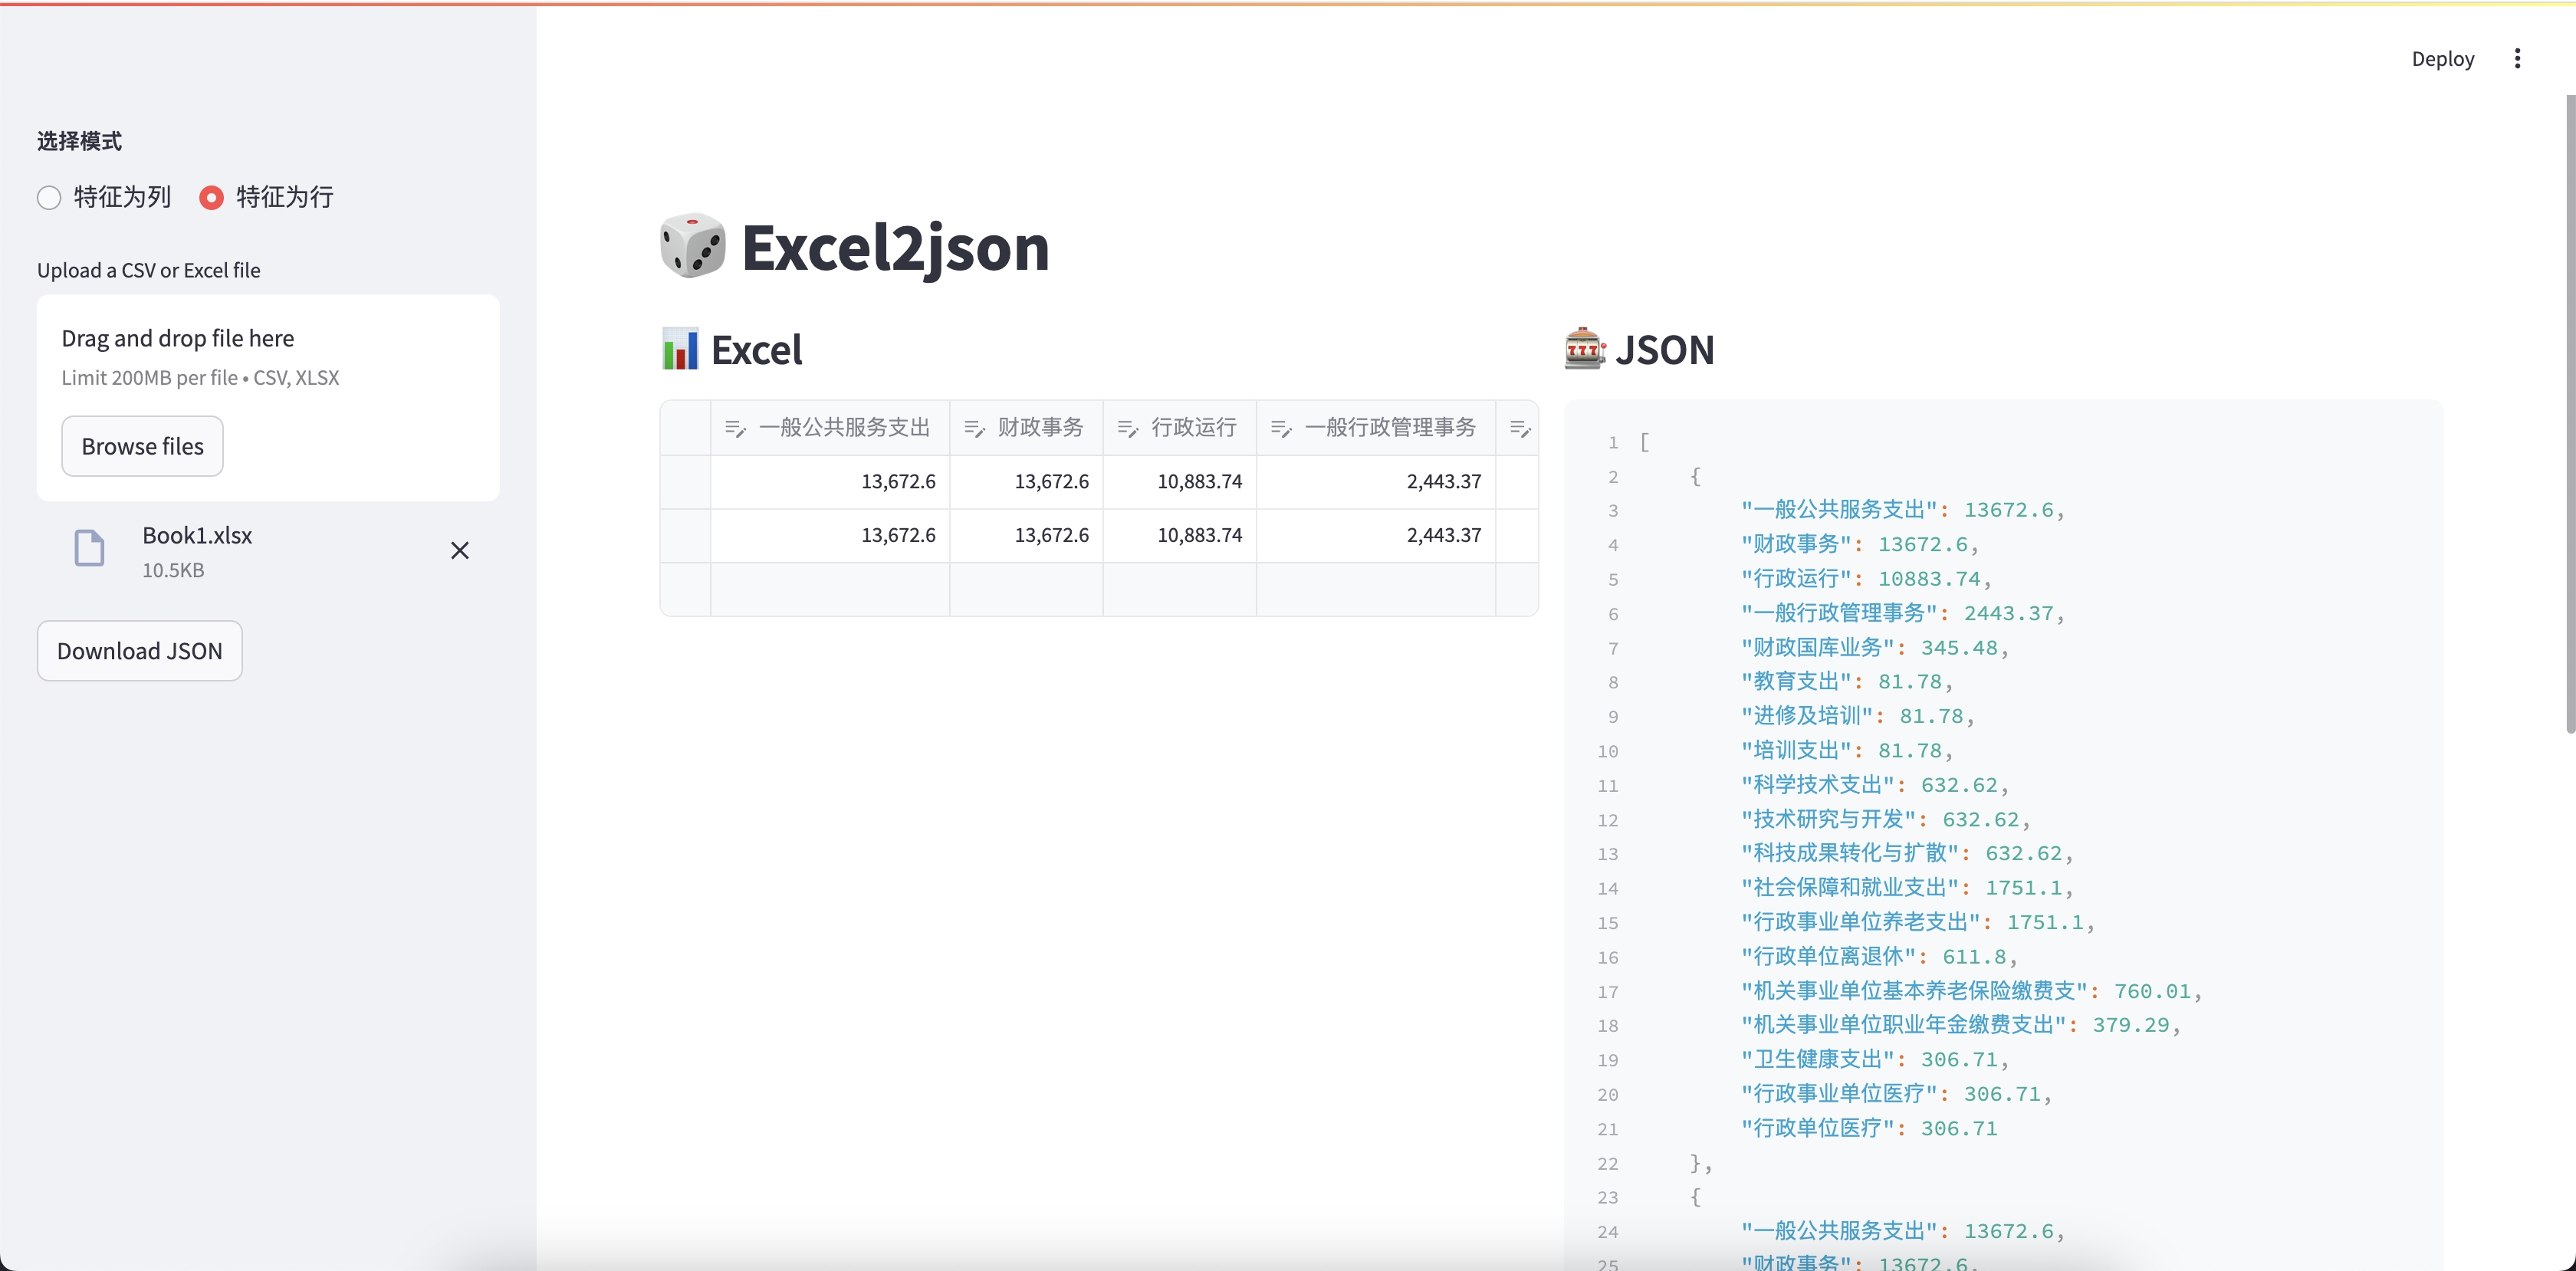 Deploy
选择模式
特征为列 特征为行
Upload a CSV or Excel file
Drag and drop file here
Limit 200MB per file • CSV, XLSX
Browse files
Book1.xlsx
10.5KB
Download JSON
Excel2json
Excel
一般公共服务支出 财政事务 行政运行 一般行政管理事务
13,672.6 13,672.6 10,883.74 2,443.37
13,672.6 13,672.6 10,883.74 2,443.37
777 JSON
1 [
2 {
3 "一般公共服务支出": 13672.6,
4 "财政事务": 13672.6,
5 "行政运行": 10883.74,
6 "一般行政管理事务": 2443.37,
7 "财政国库业务": 345.48,
8 "教育支出": 81.78,
9 "进修及培训": 81.78,
10 "培训支出": 81.78,
11 "科学技术支出": 632.62,
12 "技术研究与开发": 632.62,
13 "科技成果转化与扩散": 632.62,
14 "社会保障和就业支出": 1751.1,
15 "行政事业单位养老支出": 1751.1,
16 "行政单位离退休": 611.8,
17 "机关事业单位基本养老保险缴费支": 760.01,
18 "机关事业单位职业年金缴费支出": 379.29,
19 "卫生健康支出": 306.71,
20 "行政事业单位医疗": 306.71,
21 "行政单位医疗": 306.71
22 },
23 {
24 "一般公共服务支出": 13672.6,
25 "财政事务": 13672.6,